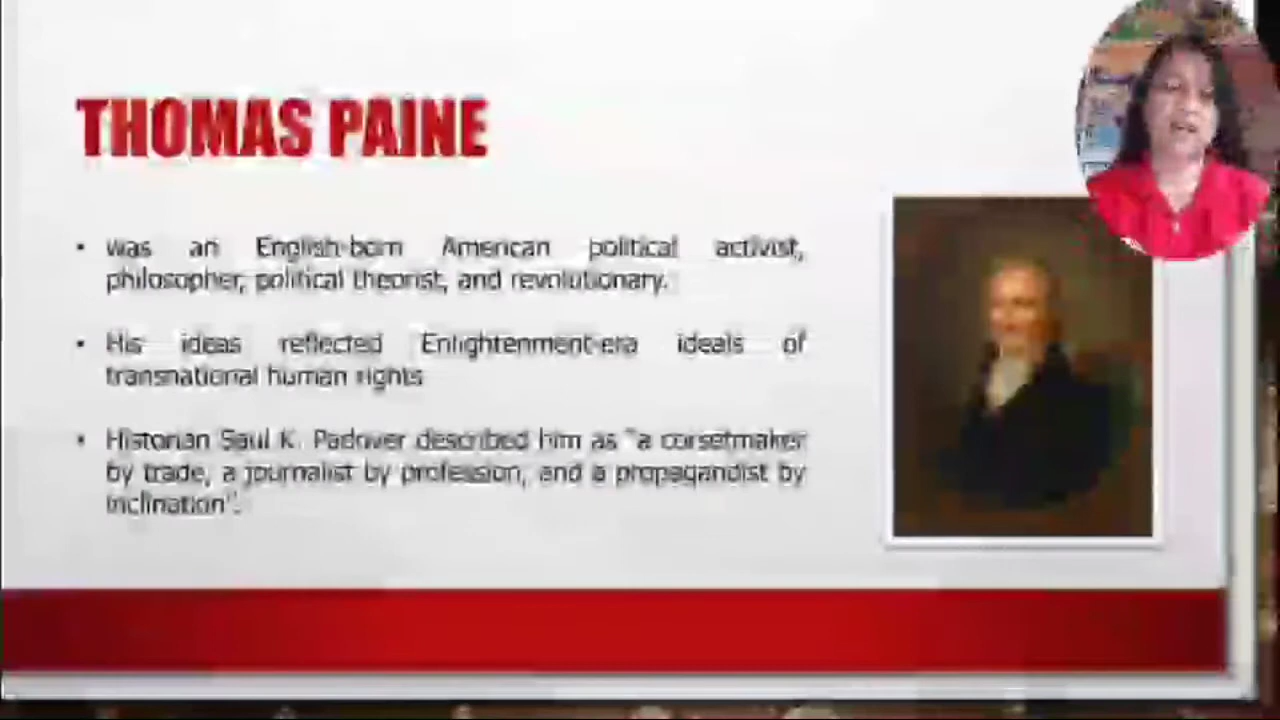 THOMAS PAINE
• was an English-born American political activist,
philosopher, political theorist, and revolutionary.
• His ideas reflected Enlightenment-era ideals of
transnational human rights
• Historian Saul K. Padover described him as "a corsetmaker
by trade, a journalist by profession, and a propagandist by
inclination".